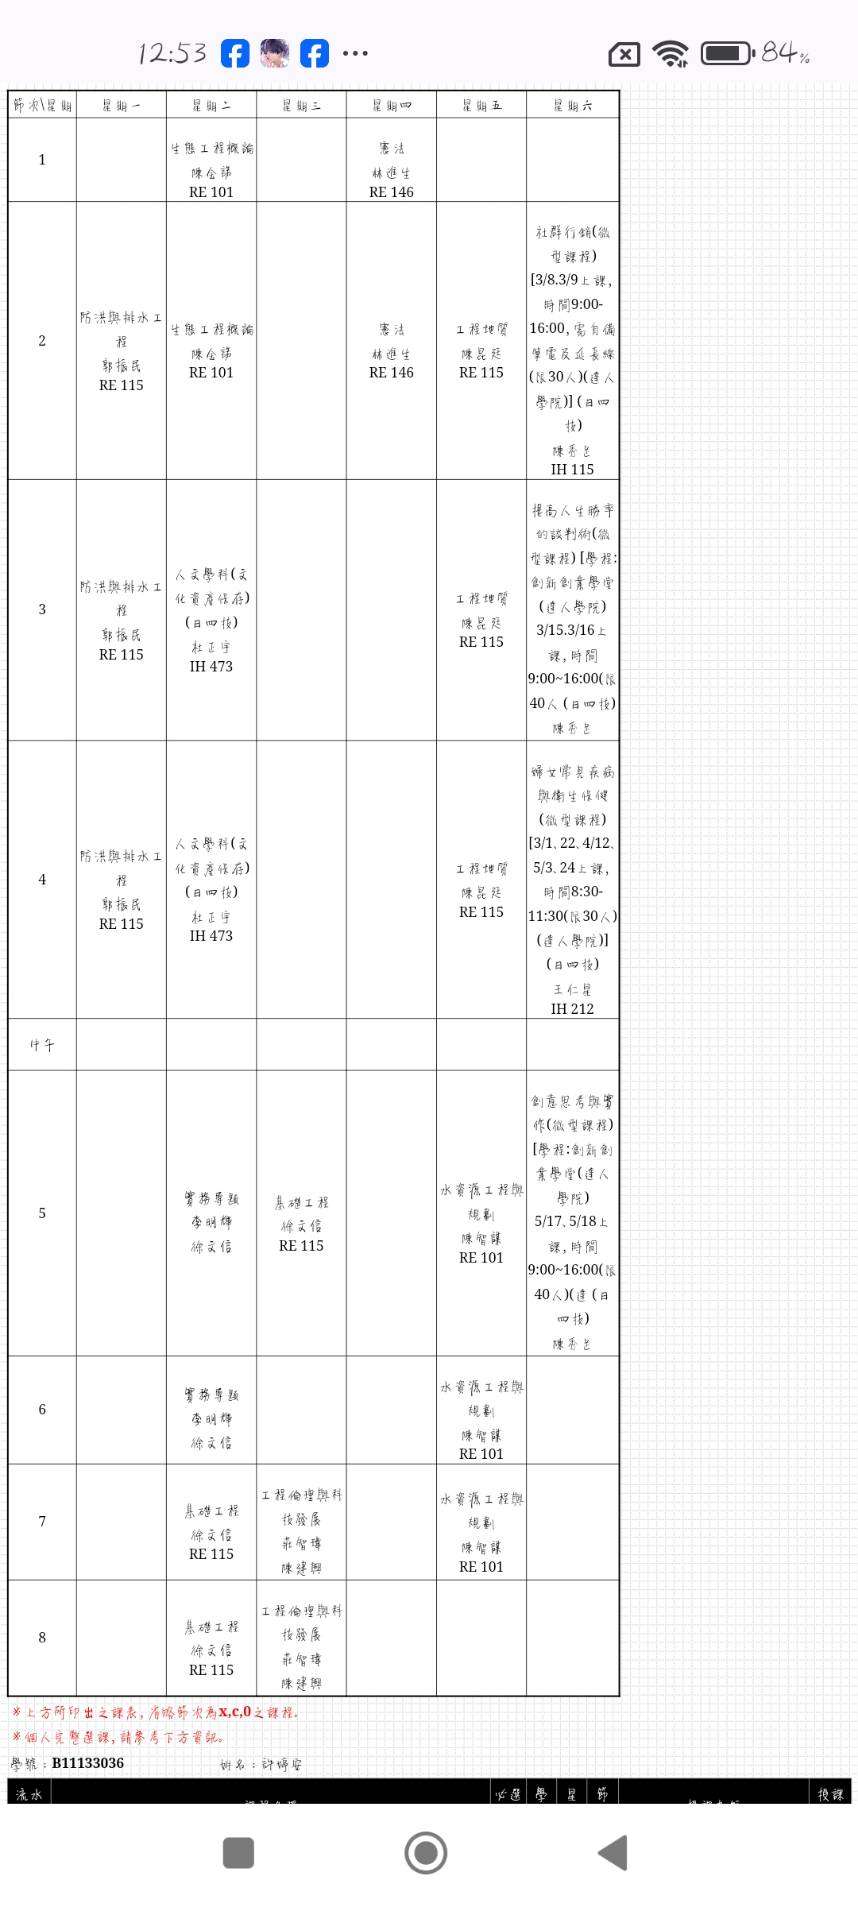 12:53
84%
節次\星期 星期一 星期二 星期三 星期四 星期五 星期六
1
生態工程概論
陳金諾
RE 101
憲法
林進生
RE 146
2
防洪與排水工
程
郭振民
RE 115
生態工程概論
陳金諾
RE 101
憲法
林進生
RE 146
工程地質
陳昆廷
RE 115
社群行銷(微
型課程)
[3/8.3/9上課,
時間9:00-
16:00, 需自備
筆電及延長線
(限30人)(達人
學院)] (日四
技)
陳秀
IH 115
3
防洪與排水工
程
郭振民
RE 115
人文學科(文
化資產保存)
(日四技)
杜正宇
IH 473
工程地質
陳昆廷
RE 115
提高人生勝率
的談判術(微
型課程) [學程:
創新創業學堂
(達人學院)
3/15.3/16上
課, 時間
9:00~16:00(限
40人 (日四技)
陳秀
4
防洪與排水工
程
郭振民
RE 115
人文學科(文
化資產保存)
(日四技)
杜正宇
IH 473
工程地質
陳昆廷
RE 115
婦女常見疾病
與衛生保健
(微型課程)
[3/1、22、4/12、
5/3、24上課,
時間8:30-
11:30(限30人)
(達人學院)]
(日四技)
王仁星
IH 212
中午
5
實務專題
李明輝
徐文信
基礎工程
徐文信
RE 115
水資源工程與
規劃
陳智謀
RE 101
創意思考與實
作(微型課程)
[學程:創新創
業學堂(達人
學院)
5/17、5/18上
課, 時間
9:00~16:00(限
40人)(達 (日
四技)
陳秀
6
實務專題
李明輝
徐文信
水資源工程與
規劃
陳智謀
RE 101
7
基礎工程
徐文信
RE 115
工程倫理與科
技發展
莊智瑋
陳建興
水資源工程與
規劃
陳智謀
RE 101
8
基礎工程
徐文信
RE 115
工程倫理與科
技發展
莊智瑋
陳建興
※上方所印出之課表, 省略節次為x,c,0之課程.
※個人完整選課, 請參考下方資訊。
學號 : B11133036 姓名 : 許婷安
流水 必選 學 星 節 授課